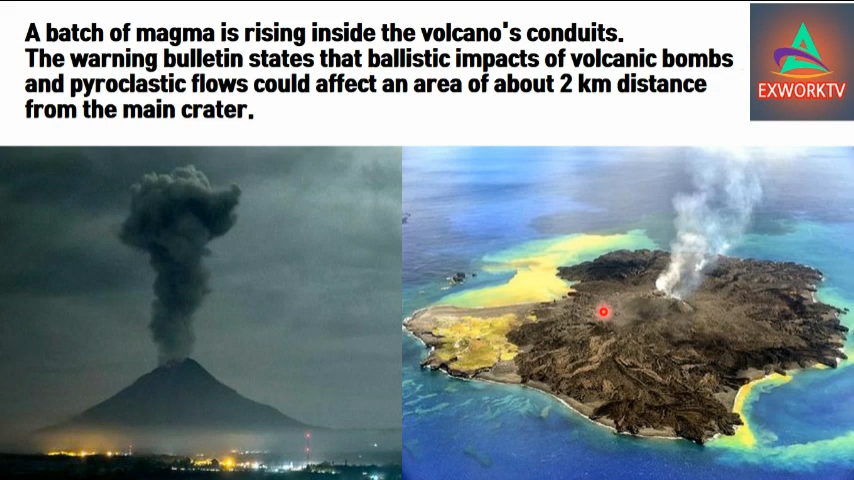 A batch of magma is rising inside the volcano's conduits.
The warning bulletin states that ballistic impacts of volcanic bombs
and pyroclastic flows could affect an area of about 2 km distance
from the main crater.
EXWORKTV